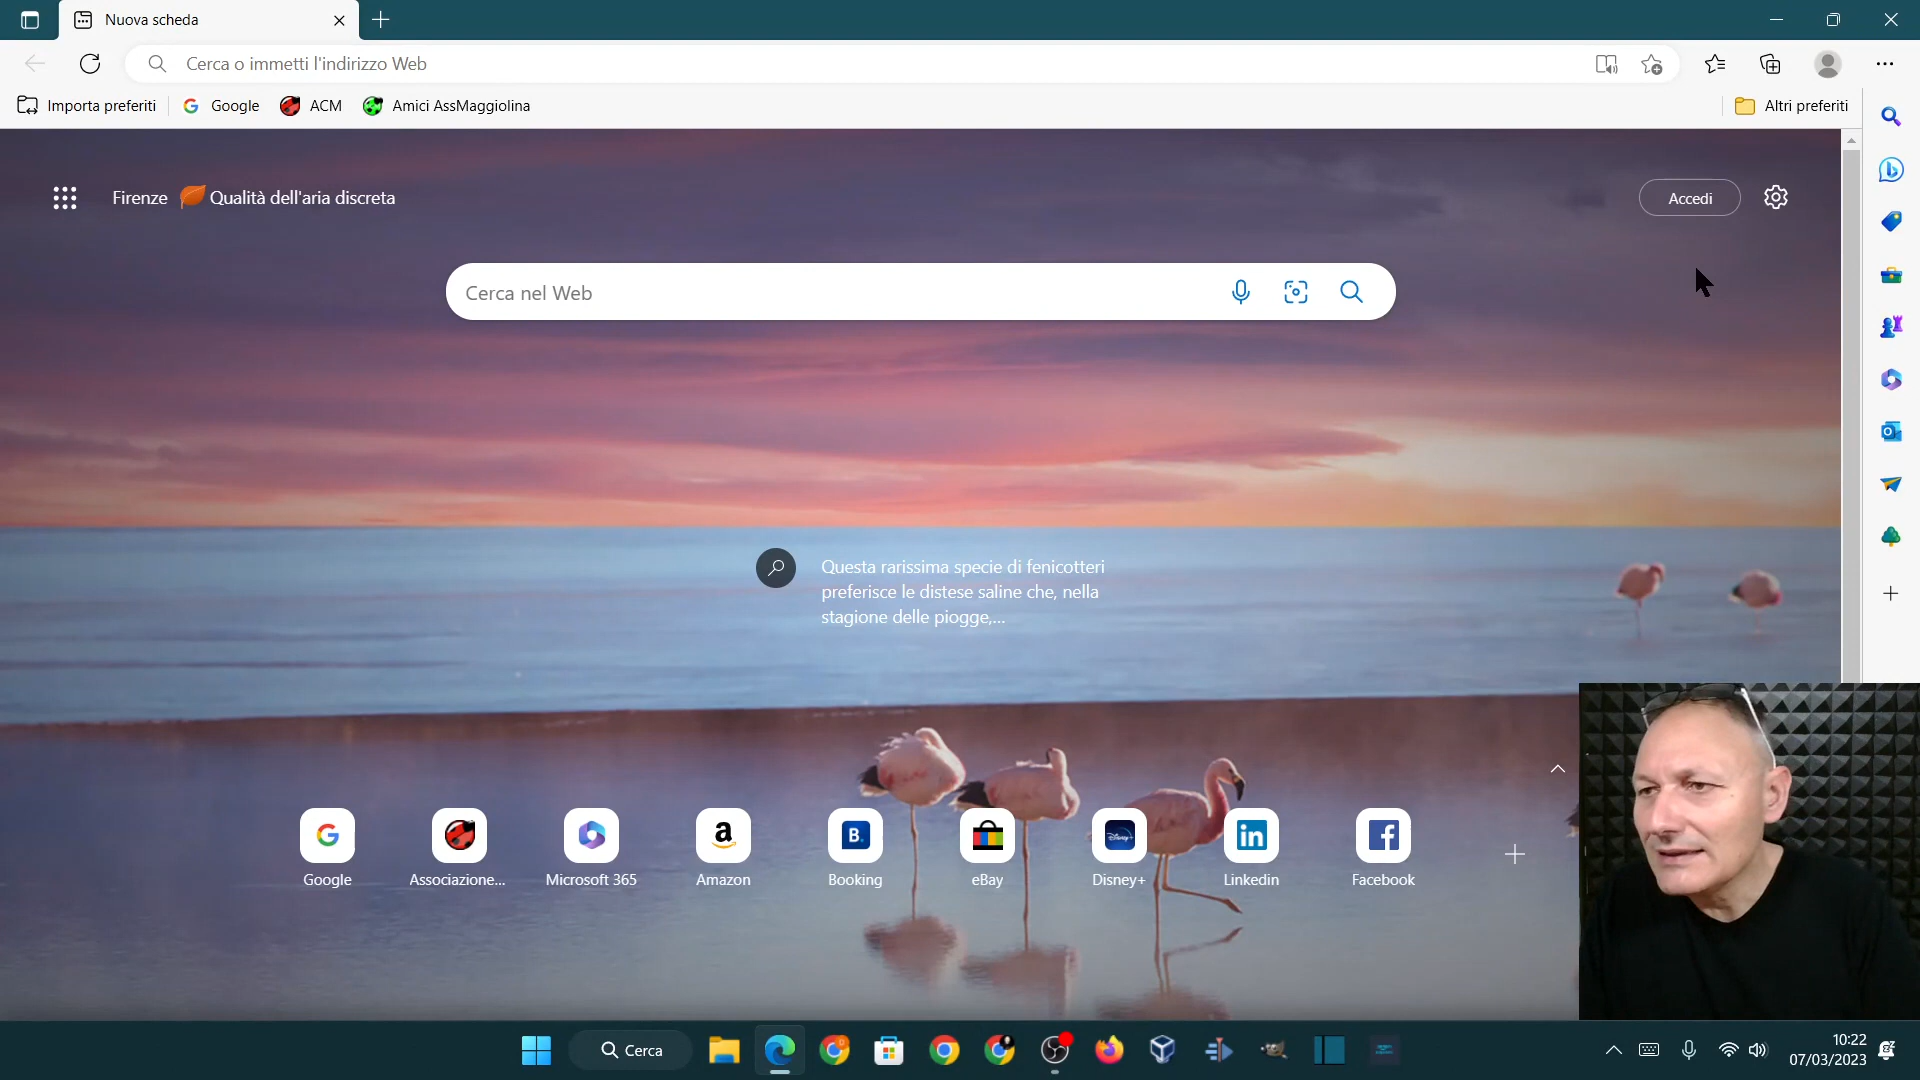 Nuova scheda
Cerca o immetti l'indirizzo Web
Importa preferiti
Google
ACM
Amici AssMaggiolina
Altri preferiti
Firenze
Qualità dell'aria discreta
Accedi
Cerca nel Web
Questa rarissima specie di fenicotteri
preferisce le distese saline che, nella
stagione delle piogge,...
Google
Associazione...
Microsoft 365
Amazon
Booking
eBay
Disney+
Linkedin
Facebook
Cerca
10:22
07/03/2023